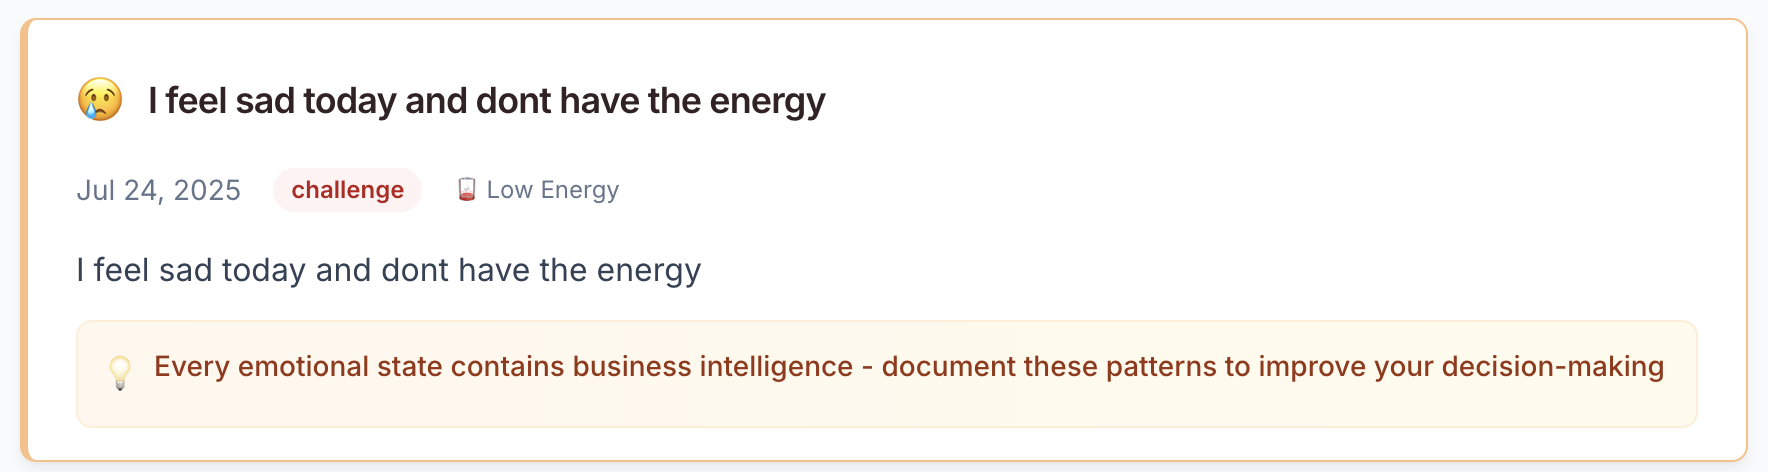 😢 I feel sad today and dont have the energy
Jul 24, 2025 challenge 🪫 Low Energy
I feel sad today and dont have the energy
💡 Every emotional state contains business intelligence - document these patterns to improve your decision-making